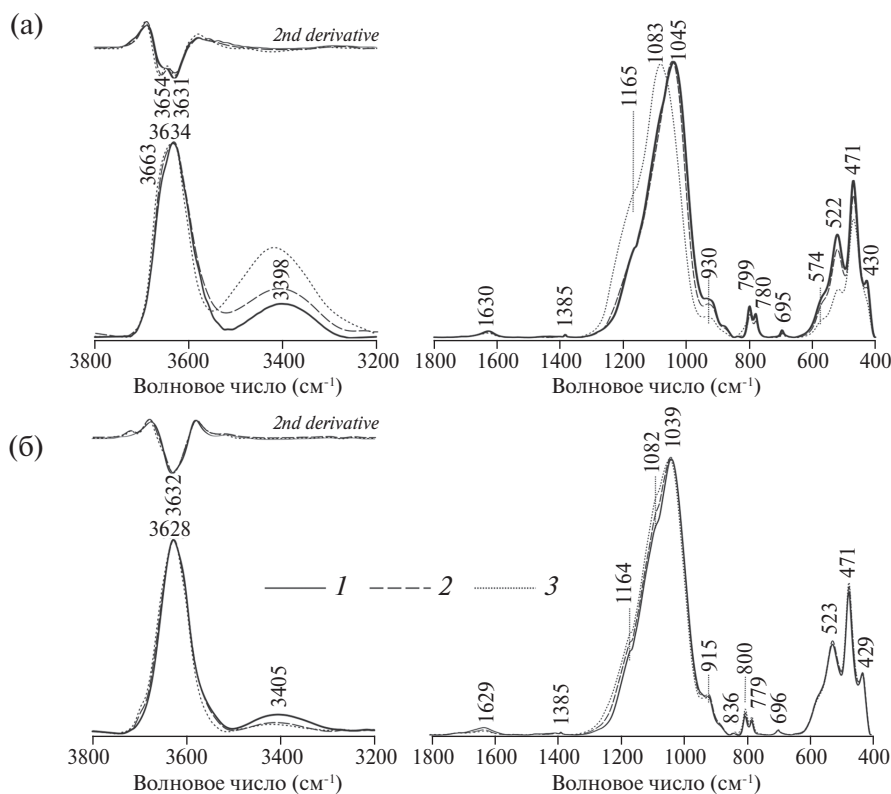 (а)
2nd derivative
3654
3631
3634
3663
3398
3800 3600 3400 3200
Волновое число (см⁻¹)
1083
1045
1165
930
799
780
695
574
522
471
430
1630
1385
1800 1600 1400 1200 1000 800 600 400
Волновое число (см⁻¹)
(б)
2nd derivative
3632
3628
3405
3800 3600 3400 3200
Волновое число (см⁻¹)
1 2 3
1082
1039
1164
915
836
800
779
696
523
471
429
1629
1385
1800 1600 1400 1200 1000 800 600 400
Волновое число (см⁻¹)